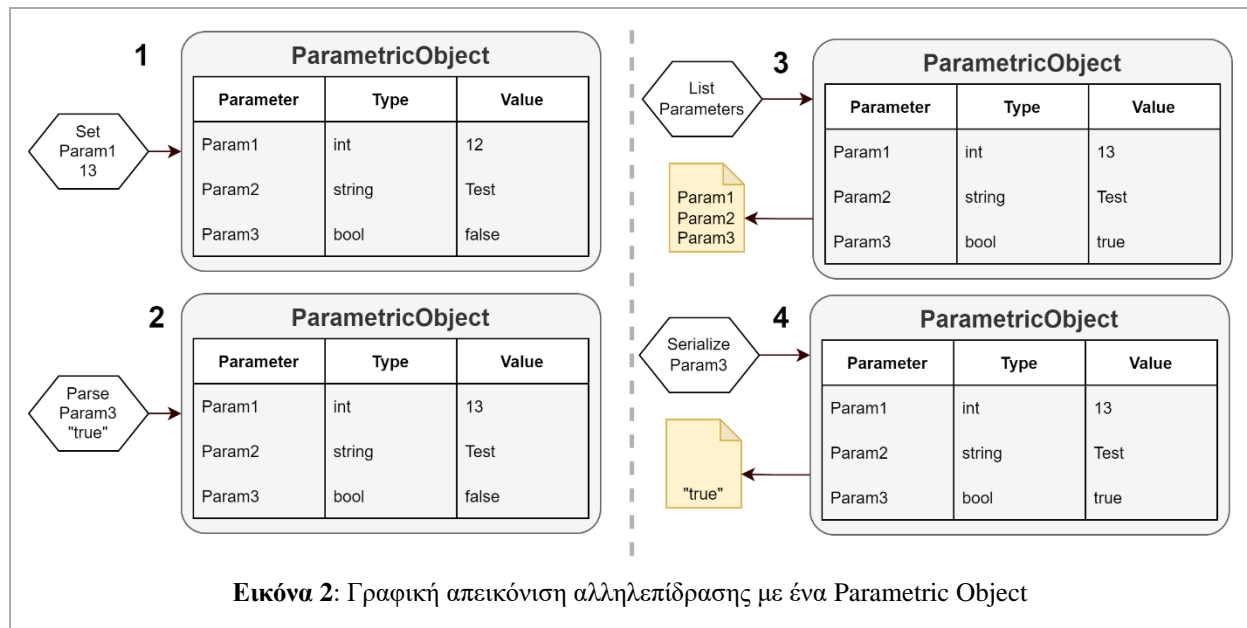 1
ParametricObject
Parameter Type Value
Set
Param1
13
Param1 int 12
Param2 string Test
Param3 bool false
2
ParametricObject
Parameter Type Value
Parse
Param3
"true"
Param1 int 13
Param2 string Test
Param3 bool false
3
ParametricObject
List
Parameters
Parameter Type Value
Param1 int 13
Param2 string Test
Param3 bool true
Param1
Param2
Param3
4
ParametricObject
Serialize
Param3
Parameter Type Value
Param1 int 13
Param2 string Test
Param3 bool true
"true"
Εικόνα 2: Γραφική απεικόνιση αλληλεπίδρασης με ένα Parametric Object